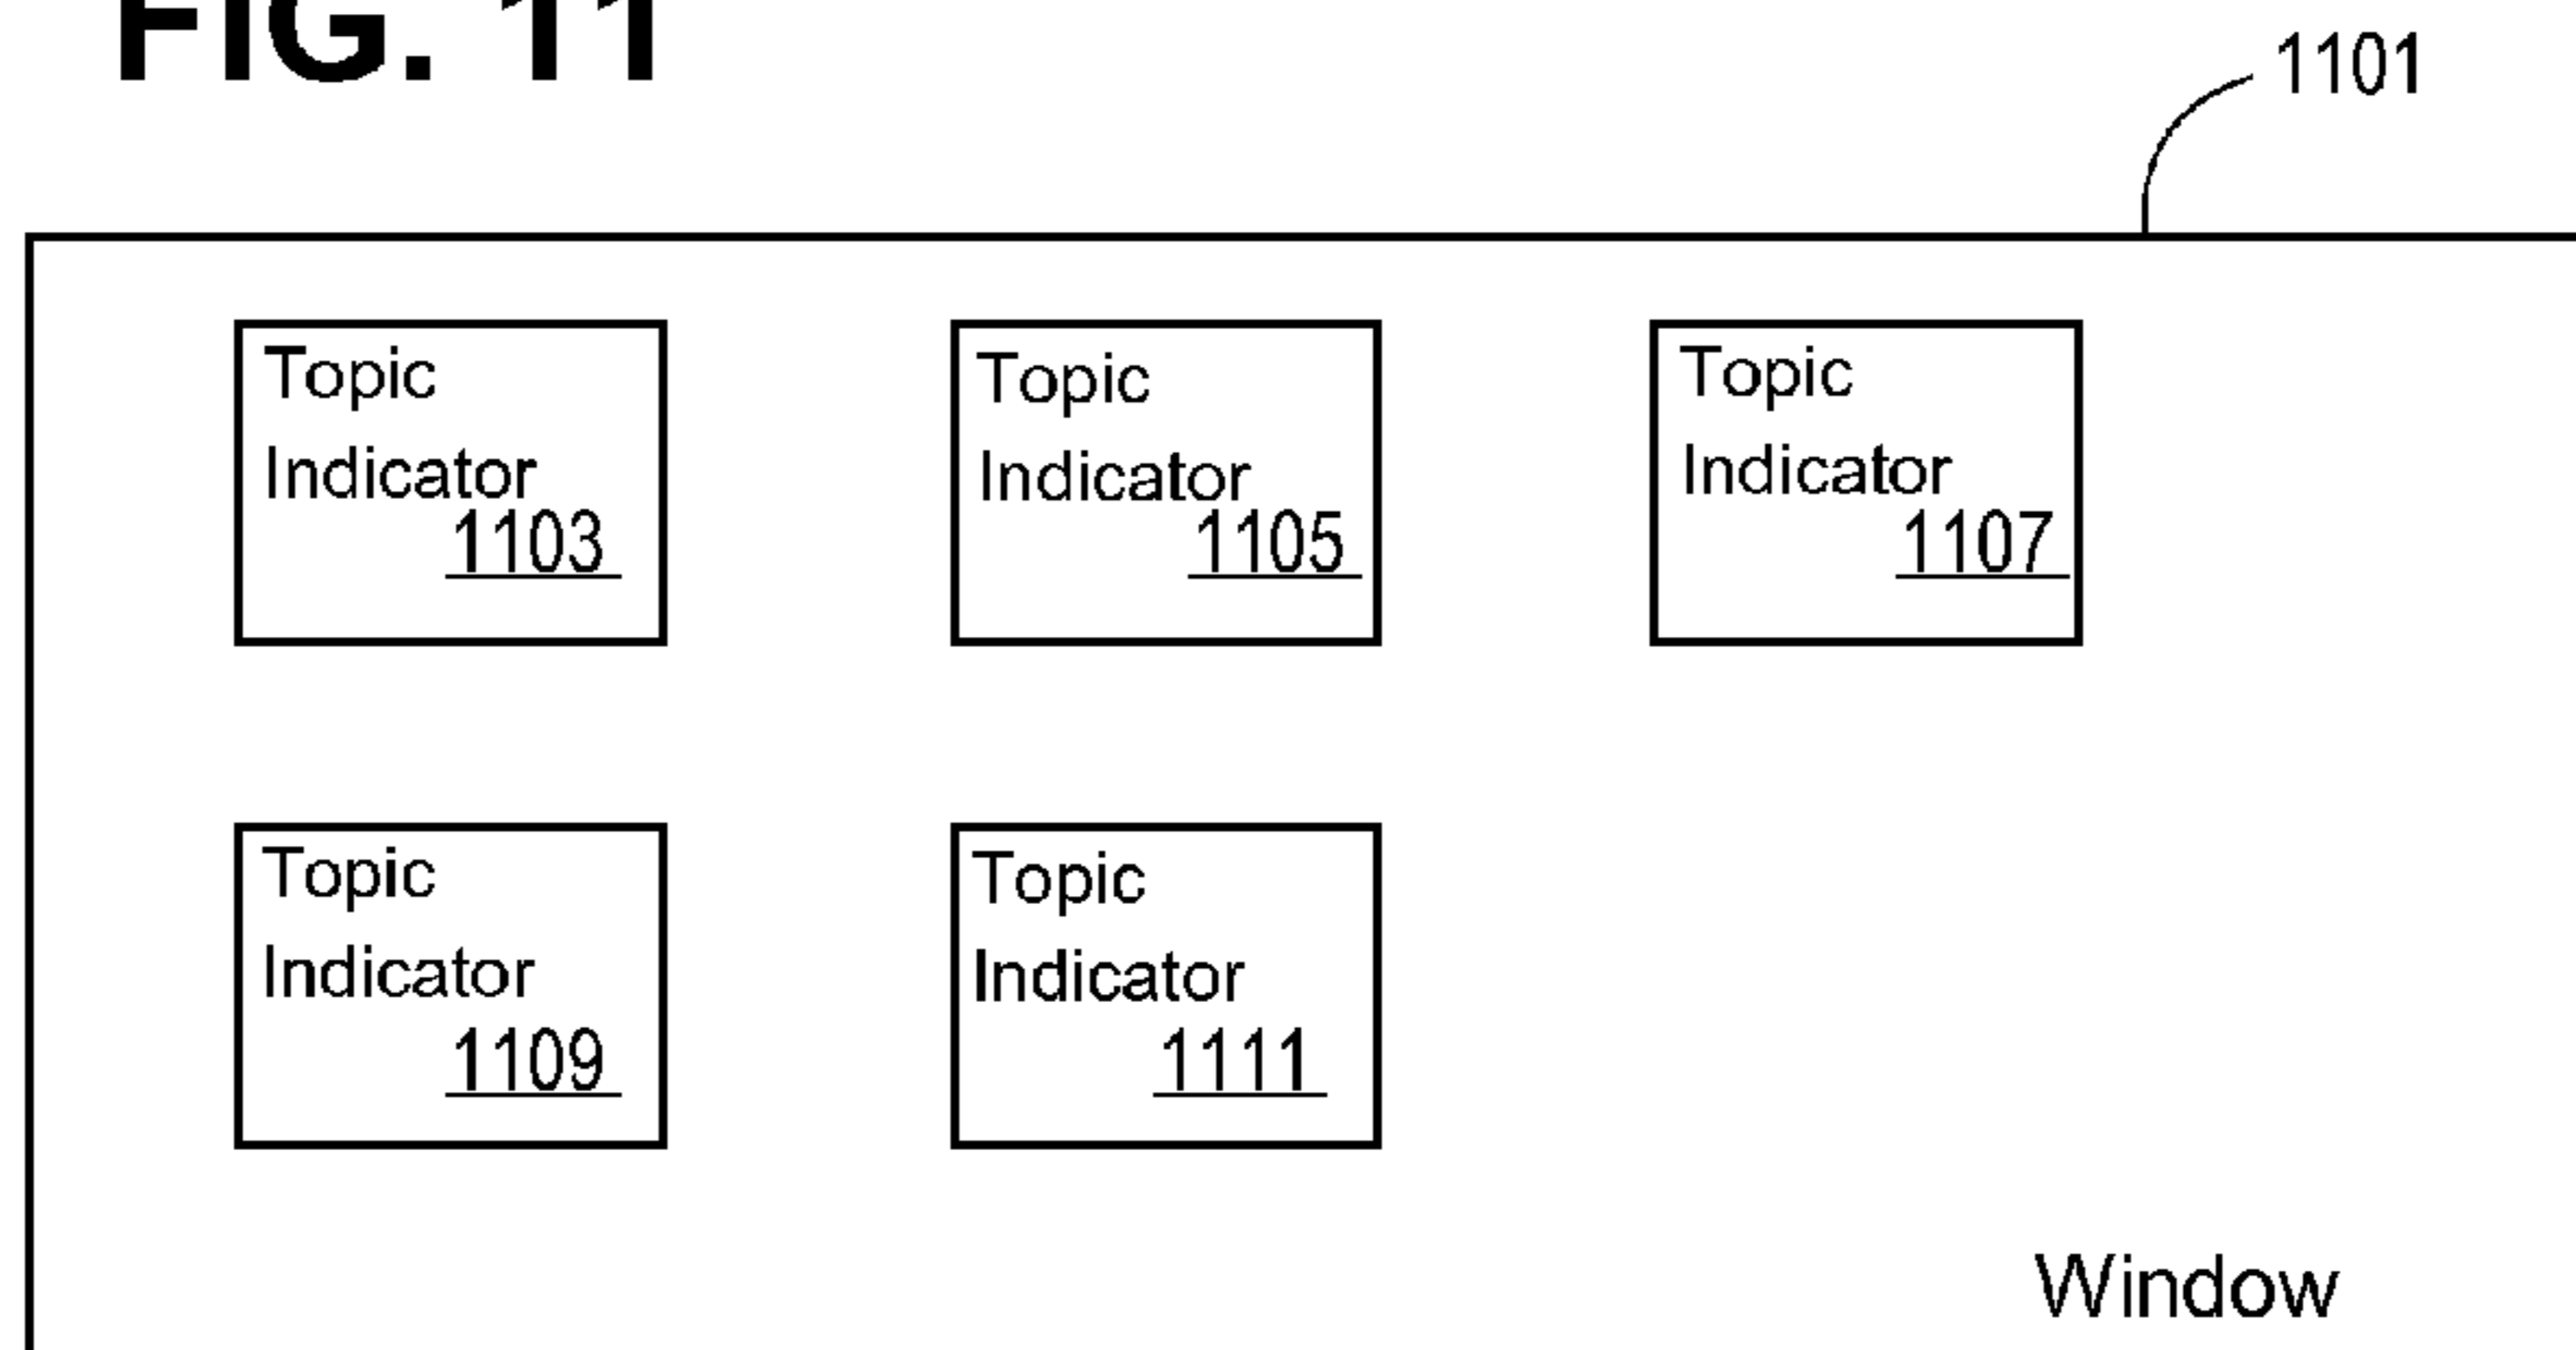 FIG. 11
1101
Topic
Indicator
1103
Topic
Indicator
1105
Topic
Indicator
1107
Topic
Indicator
1109
Topic
Indicator
1111
Window